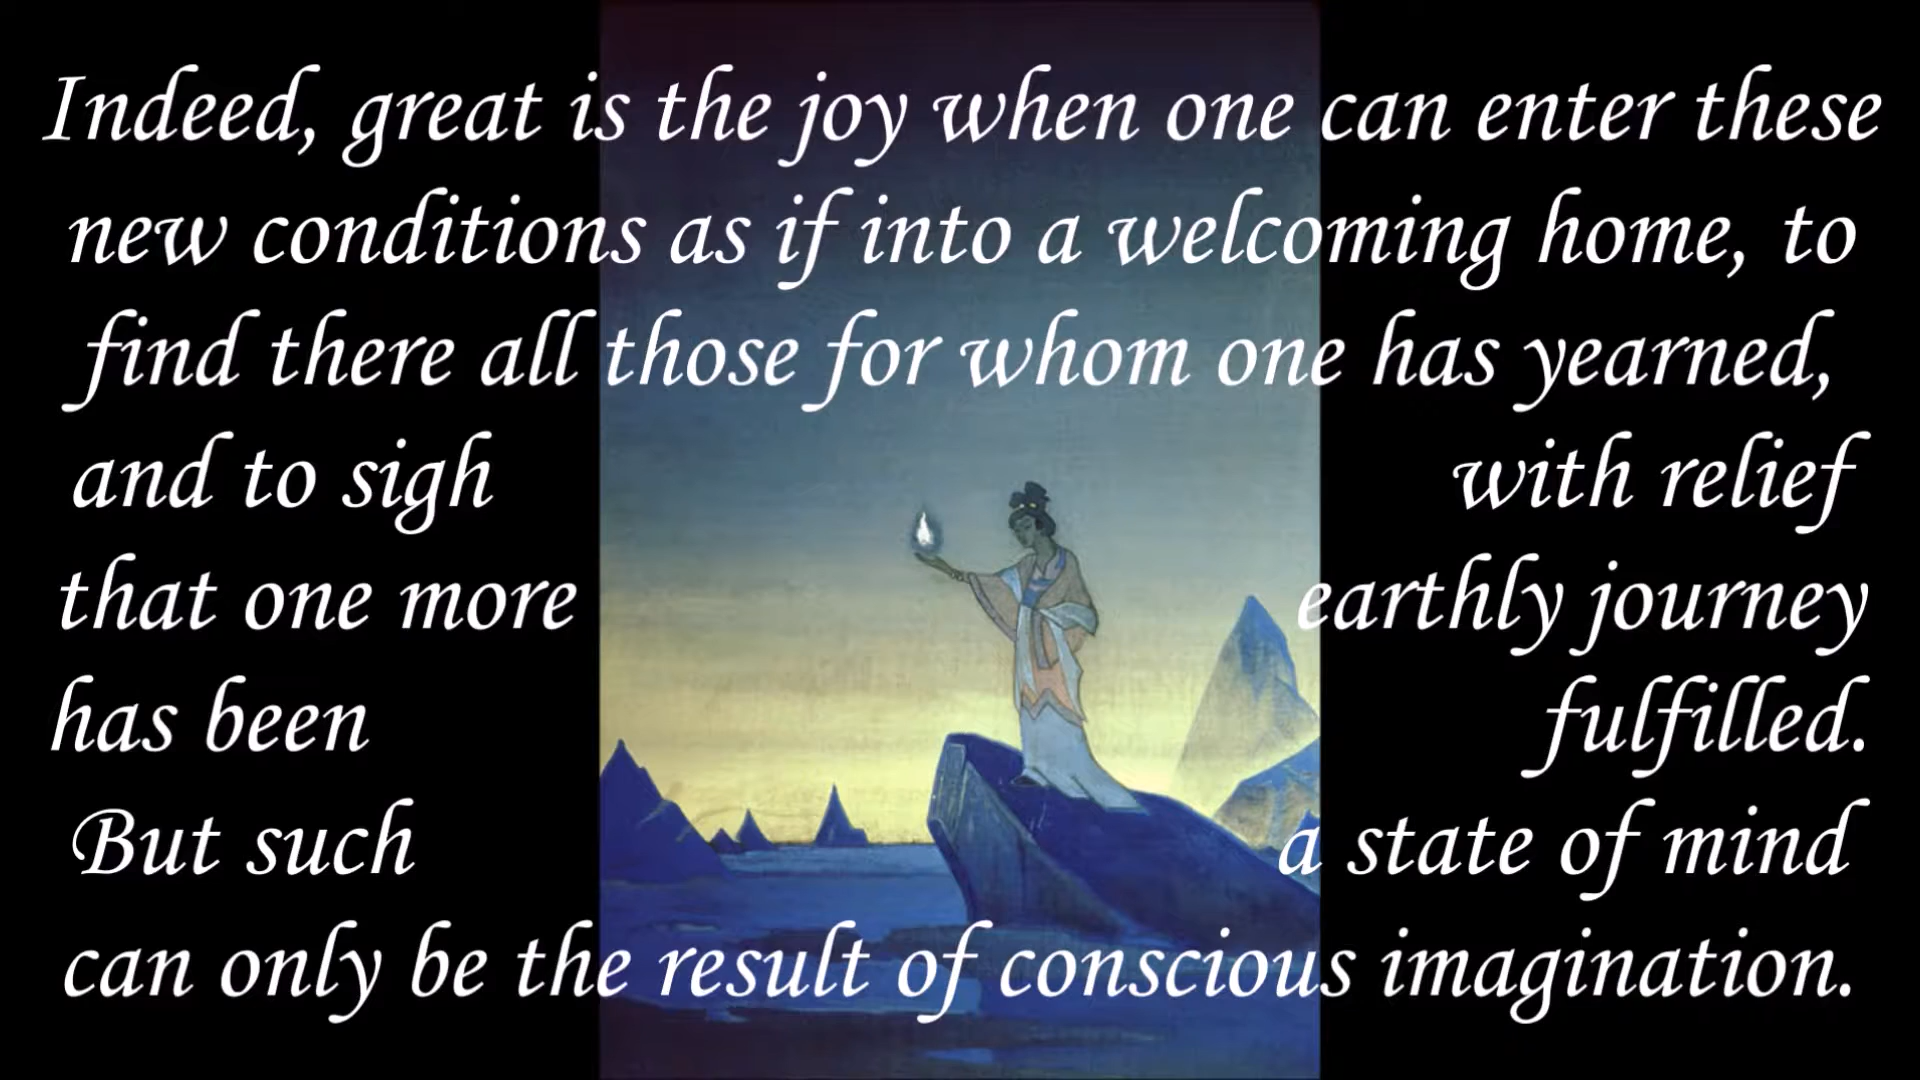 Indeed, great is the joy when one can enter these
new conditions as if into a welcoming home, to
find there all those for whom one has yearned,
and to sigh with relief
that one more earthly journey
has been fulfilled.
But such a state of mind
can only be the result of conscious imagination.